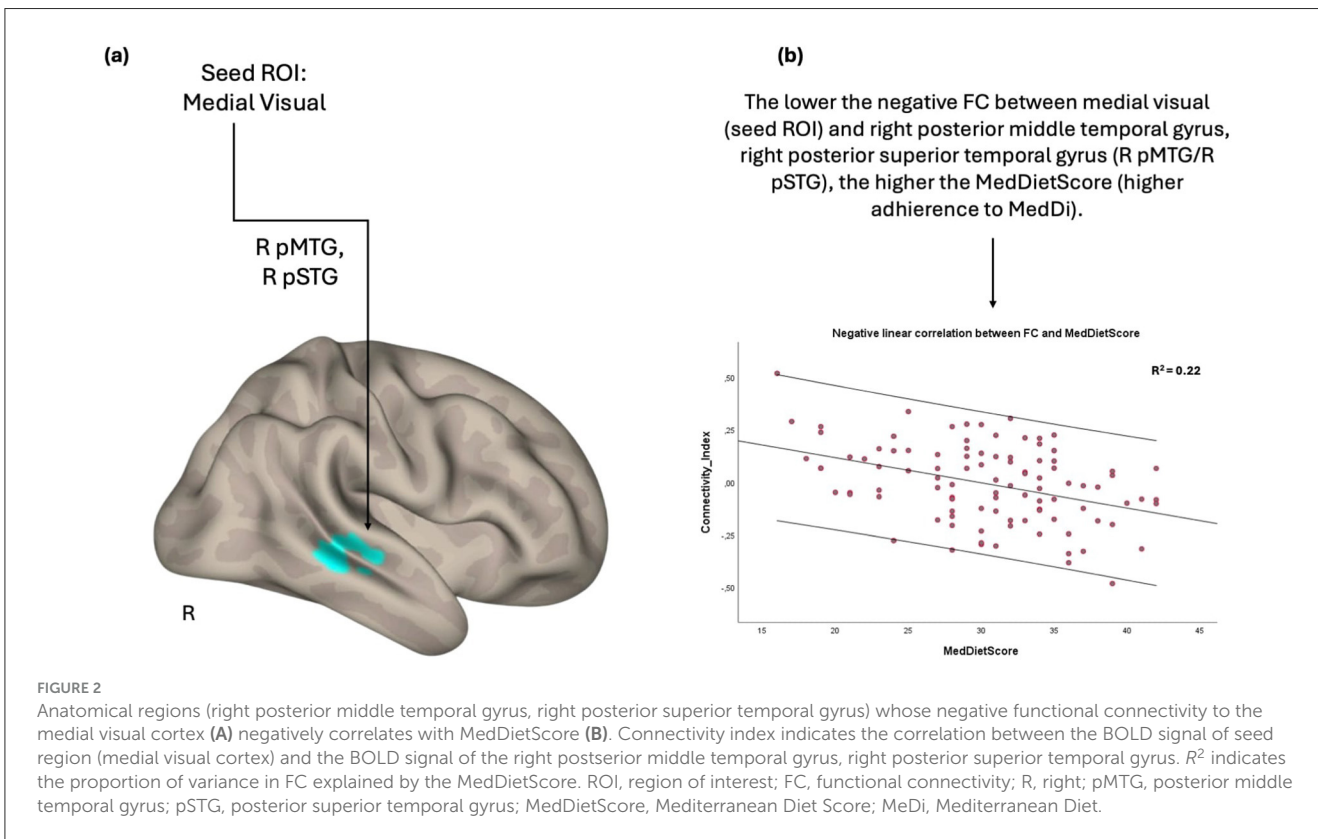 (a)
Seed ROI:
Medial Visual
R pMTG,
R pSTG
R
(b)
The lower the negative FC between medial visual
(seed ROI) and right posterior middle temporal gyrus,
right posterior superior temporal gyrus (R pMTG/R
pSTG), the higher the MedDietScore (higher
adhierence to MedDi).
Negative linear correlation between FC and MedDietScore
R² = 0.22
Connectivity_Index
,50
,25
,00
-,25
-,50
15 20 25 30 35 40 45
MedDietScore
FIGURE 2
Anatomical regions (right posterior middle temporal gyrus, right posterior superior temporal gyrus) whose negative functional connectivity to the
medial visual cortex (A) negatively correlates with MedDietScore (B). Connectivity index indicates the correlation between the BOLD signal of seed
region (medial visual cortex) and the BOLD signal of the right postserior middle temporal gyrus, right posterior superior temporal gyrus. R² indicates
the proportion of variance in FC explained by the MedDietScore. ROI, region of interest; FC, functional connectivity; R, right; pMTG, posterior middle
temporal gyrus; pSTG, posterior superior temporal gyrus; MedDietScore, Mediterranean Diet Score; MeDi, Mediterranean Diet.